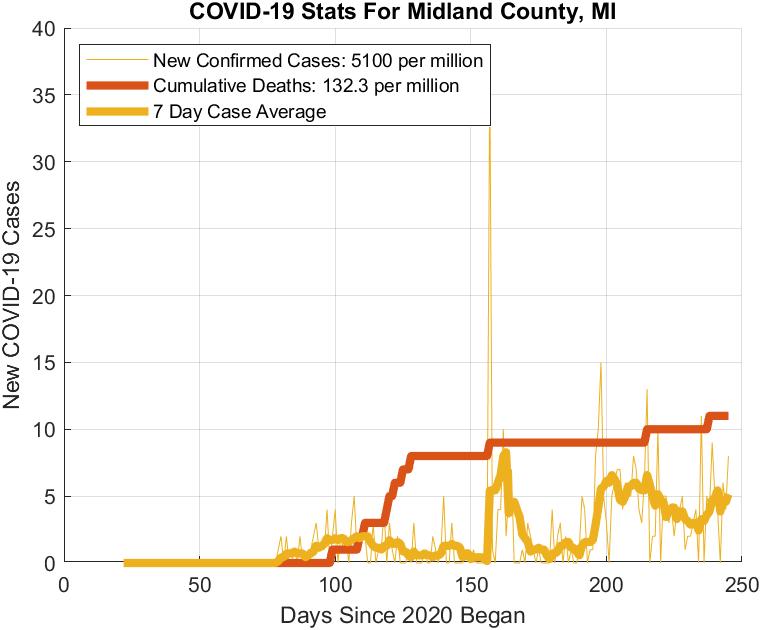 COVID-19 Stats For Midland County, MI
40
New Confirmed Cases: 5100 per million
Cumulative Deaths: 132.3 per million
7 Day Case Average
35
30
25
20
15
10
5
0
New COVID-19 Cases
0 50 100 150 200 250
Days Since 2020 Began